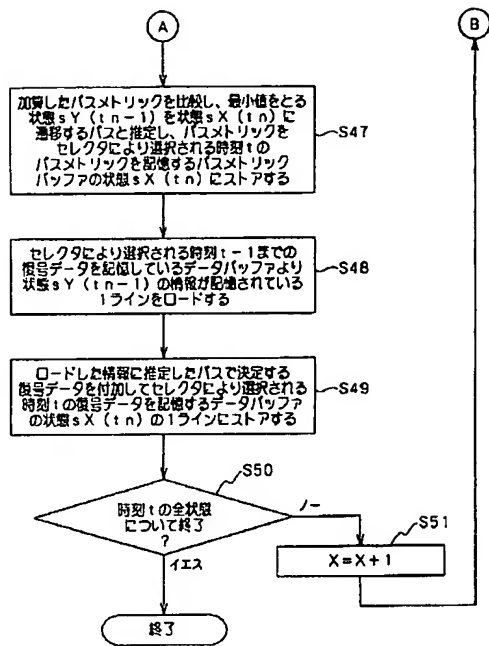 A
B
加算したパスメトリックを比較し、最小値をとる
状態sY(tn-1)を状態sX(tn)に
遷移するパスと推定し、パスメトリックを
セレクタにより選択される時刻tの
パスメトリックを記憶するパスメトリック
バッファの状態sX(tn)にストアする
S47
セレクタにより選択される時刻t-1までの
復号データを記憶しているデータバッファより
状態sY(tn-1)の情報が記憶されている
1ラインをロードする
S48
ロードした情報に推定したパスで決定する
復号データを付加してセレクタにより選択される
時刻tの復号データを記憶するデータバッファ
の状態sX(tn)の1ラインにストアする
S49
S50
時刻tの全状態
について終了
?
ノー
S51
X=X+1
イエス
終了